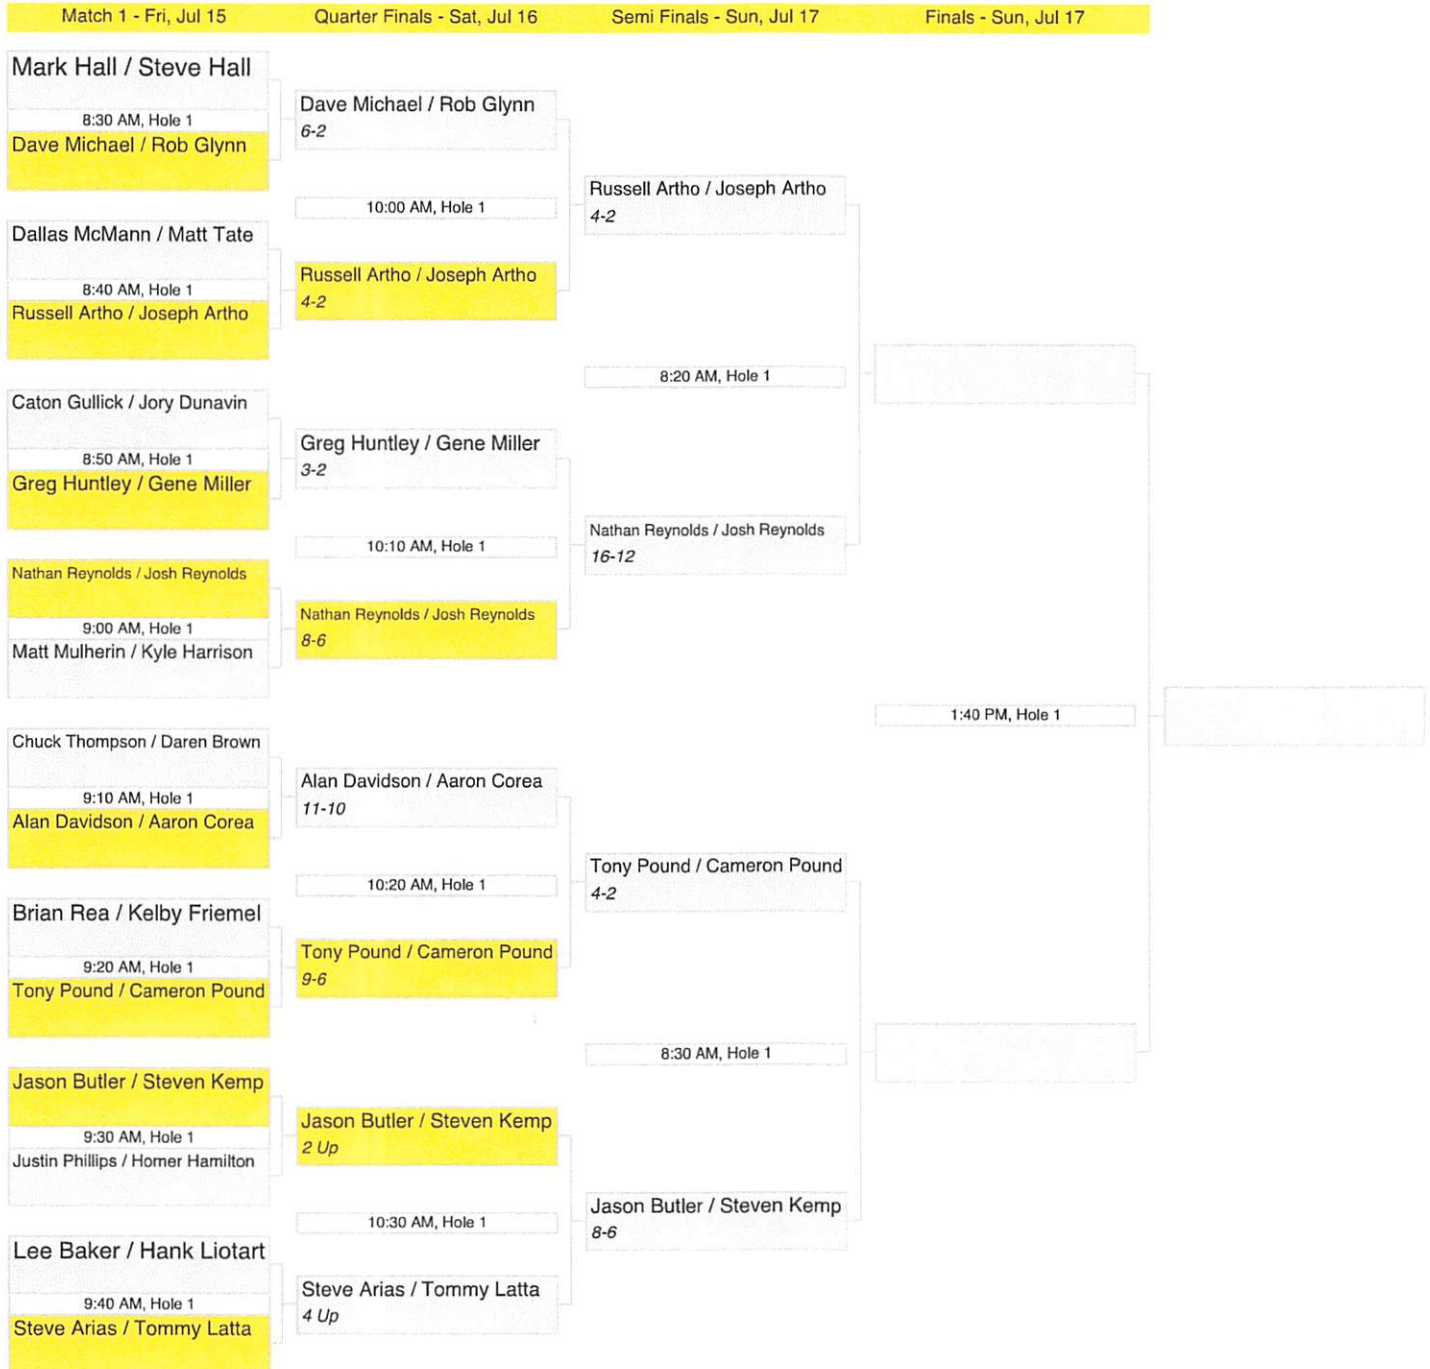 Match 1 - Fri, Jul 15
Quarter Finals - Sat, Jul 16
Semi Finals - Sun, Jul 17
Finals - Sun, Jul 17
Mark Hall / Steve Hall
8:30 AM, Hole 1
Dave Michael / Rob Glynn
Dallas McMann / Matt Tate
8:40 AM, Hole 1
Russell Artho / Joseph Artho
Caton Gullick / Jory Dunavin
8:50 AM, Hole 1
Greg Huntley / Gene Miller
Nathan Reynolds / Josh Reynolds
9:00 AM, Hole 1
Matt Mulherin / Kyle Harrison
Chuck Thompson / Daren Brown
9:10 AM, Hole 1
Alan Davidson / Aaron Corea
Brian Rea / Kelby Friemel
9:20 AM, Hole 1
Tony Pound / Cameron Pound
Jason Butler / Steven Kemp
9:30 AM, Hole 1
Justin Phillips / Homer Hamilton
Lee Baker / Hank Liotart
9:40 AM, Hole 1
Steve Arias / Tommy Latta
Dave Michael / Rob Glynn
6-2
10:00 AM, Hole 1
Russell Artho / Joseph Artho
4-2
Greg Huntley / Gene Miller
3-2
10:10 AM, Hole 1
Nathan Reynolds / Josh Reynolds
8-6
Alan Davidson / Aaron Corea
11-10
10:20 AM, Hole 1
Tony Pound / Cameron Pound
9-6
Jason Butler / Steven Kemp
2 Up
10:30 AM, Hole 1
Steve Arias / Tommy Latta
4 Up
Russell Artho / Joseph Artho
4-2
8:20 AM, Hole 1
Nathan Reynolds / Josh Reynolds
16-12
Tony Pound / Cameron Pound
4-2
8:30 AM, Hole 1
Jason Butler / Steven Kemp
8-6
1:40 PM, Hole 1